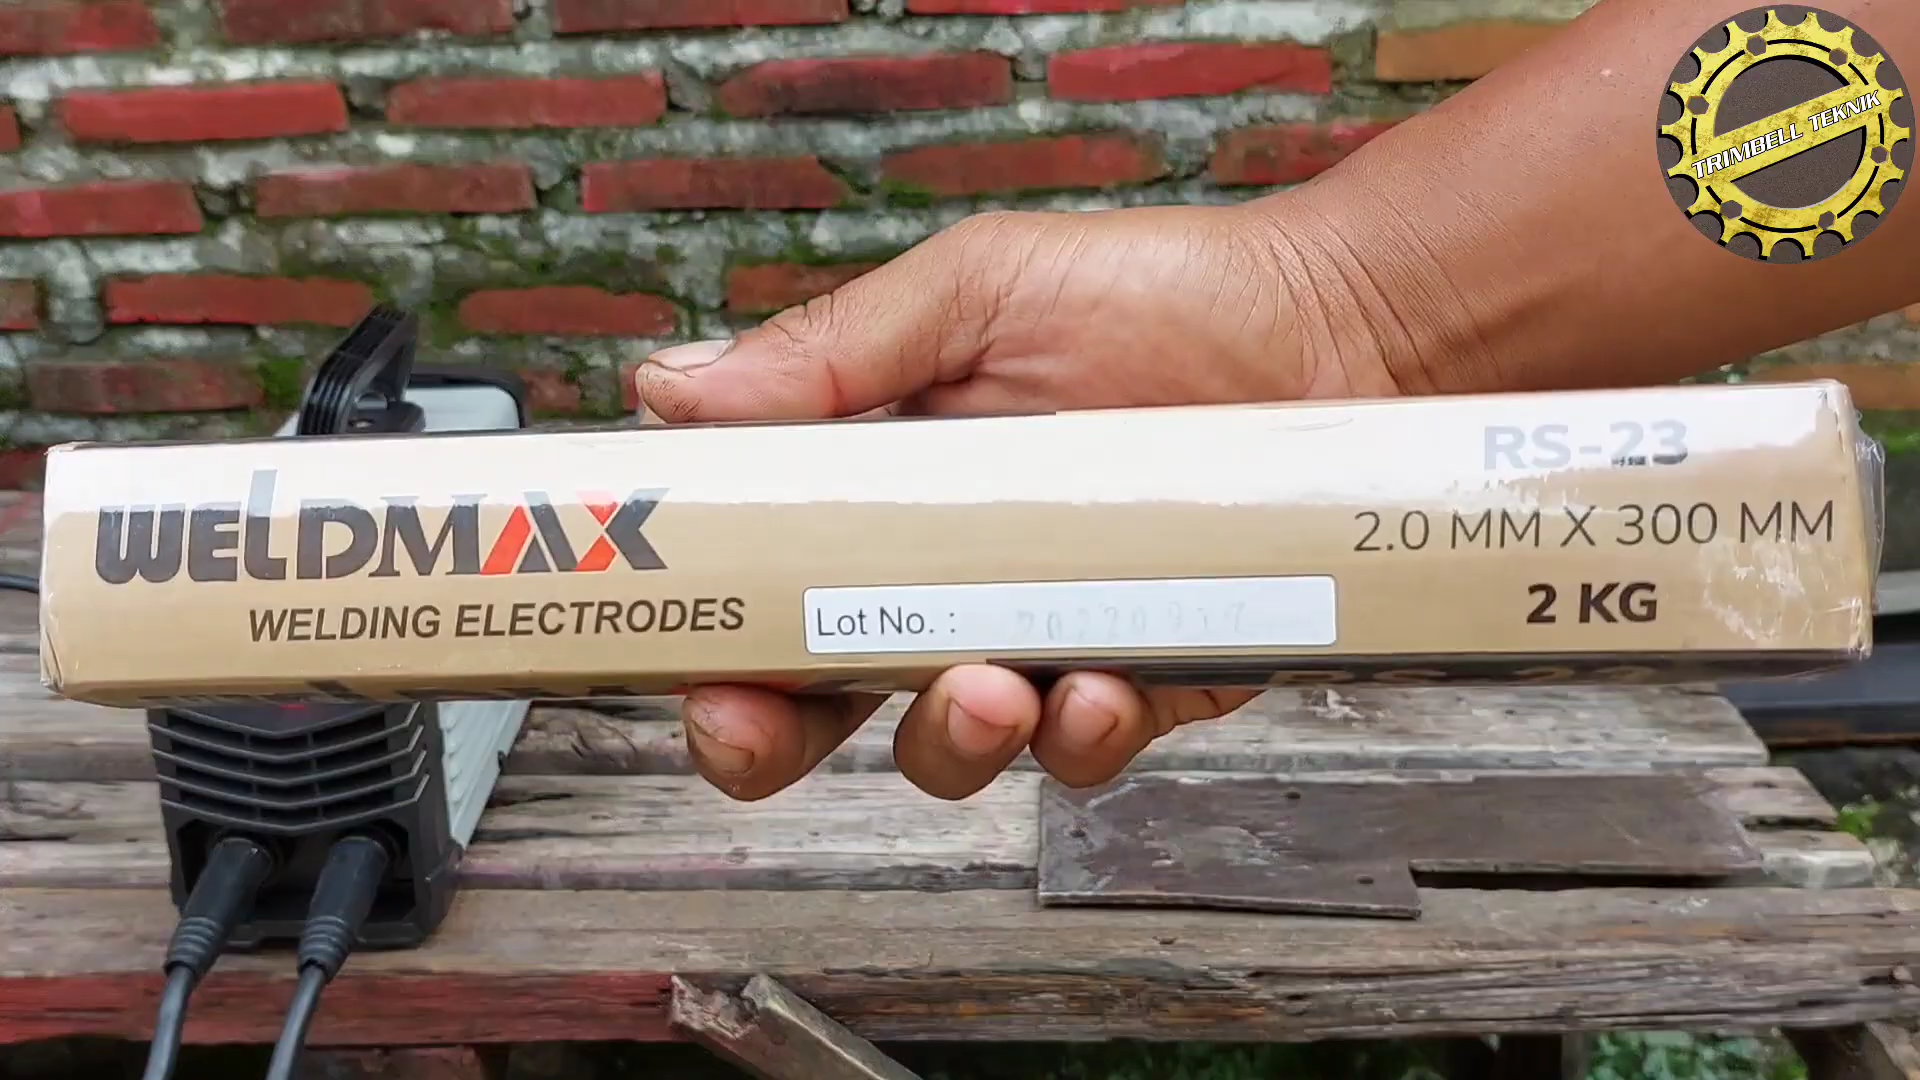 TRIMBELL TEKNIK
RS-23
WELDMAX
2.0 MM X 300 MM
WELDING ELECTRODES
Lot No. :
2 KG